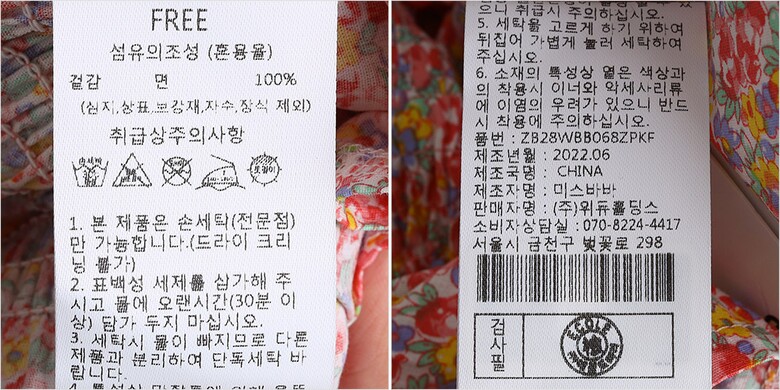 FREE
섬유의조성 (혼용율)
겉감 면 100%
(심지,상표,보강재,자수,장식 제외)
취급상주의사항
1. 본 제품은 손세탁(전문점)
만 가능합니다.(드라이 크리
닝 불가)
2. 표백성 세제를 삼가해 주
시고 물에 오랜시간(30분 이
상) 담가 두지 마십시오.
3. 세탁시 물이 빠지므로 다른
제품과 분리하여 단독세탁 바
랍니다.
으니 취급시 주의하십시오.
5. 세탁물 고르게 하기 위하여
뒤집어 가볍게 눌러 세탁하여
주십시오.
6. 소재의 특성상 옅은 색상과
의 착용시 이너와 악세사리류
에 이염의 우려가 있으니 반드
시 착용에 주의하십시오.
품번 : ZB28WBB068ZPKF
제조년월 : 2022.06
제조국명 : CHINA
제조자명 : 미스바바
판매자명 : (주)위듀홀딩스
소비자상담실 : 070-8224-4417
서울시 금천구 벚꽃로 298
검사필
ECOLE